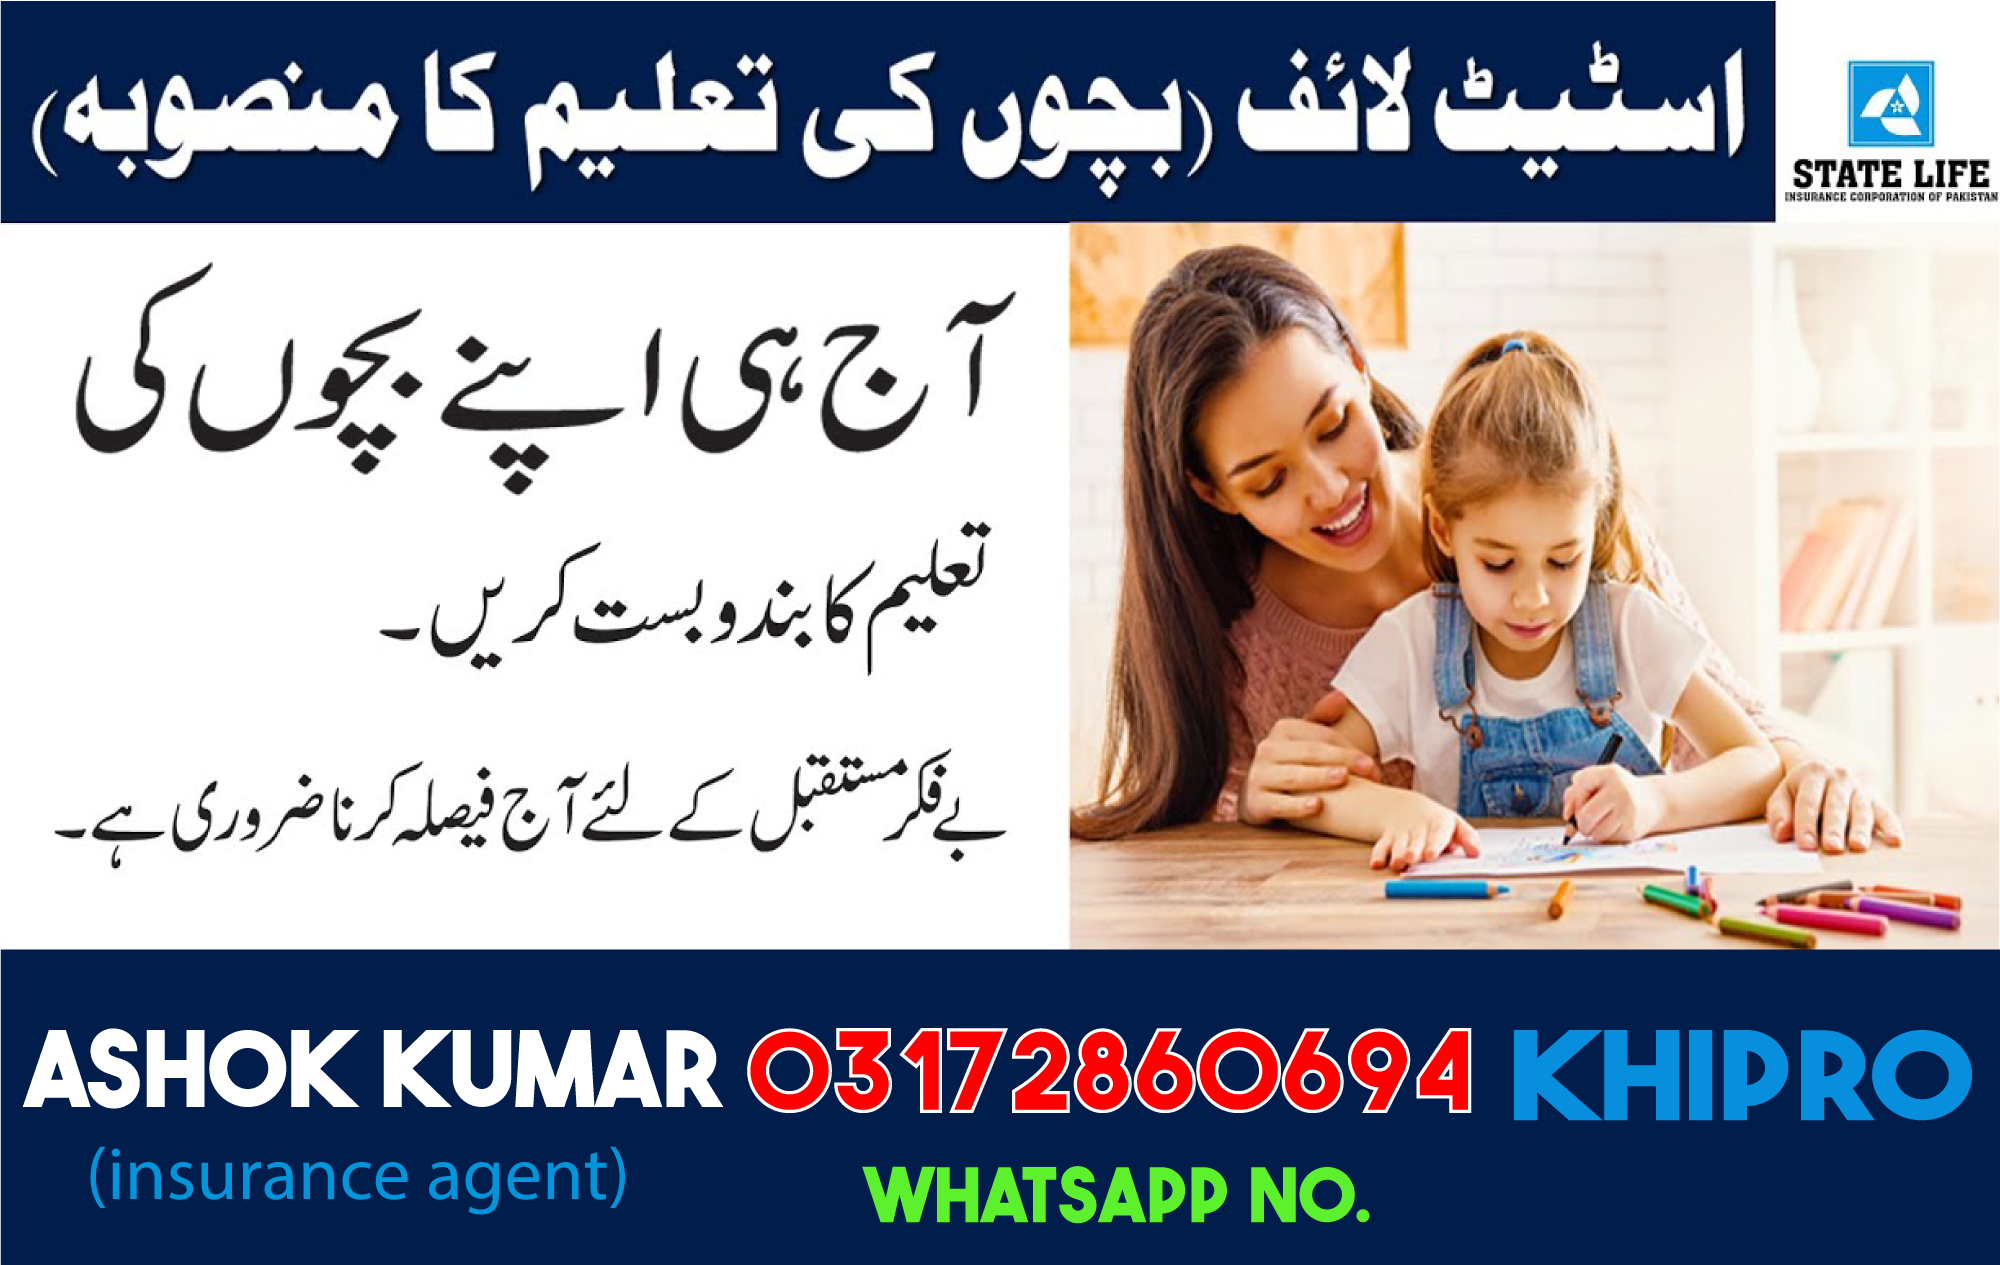 اسٹیٹ لائف (بچوں کی تعلیم کا منصوبہ)
STATE LIFE
INSURANCE CORPORATION OF PAKISTAN
آج ہی اپنے بچوں کی
تعلیم کا بندوبست کریں۔
بے فکر مستقبل کے لئے آج فیصلہ کرنا ضروری ہے۔
ASHOK KUMAR 03172860694 KHIPRO
(insurance agent)
WHATSAPP NO.